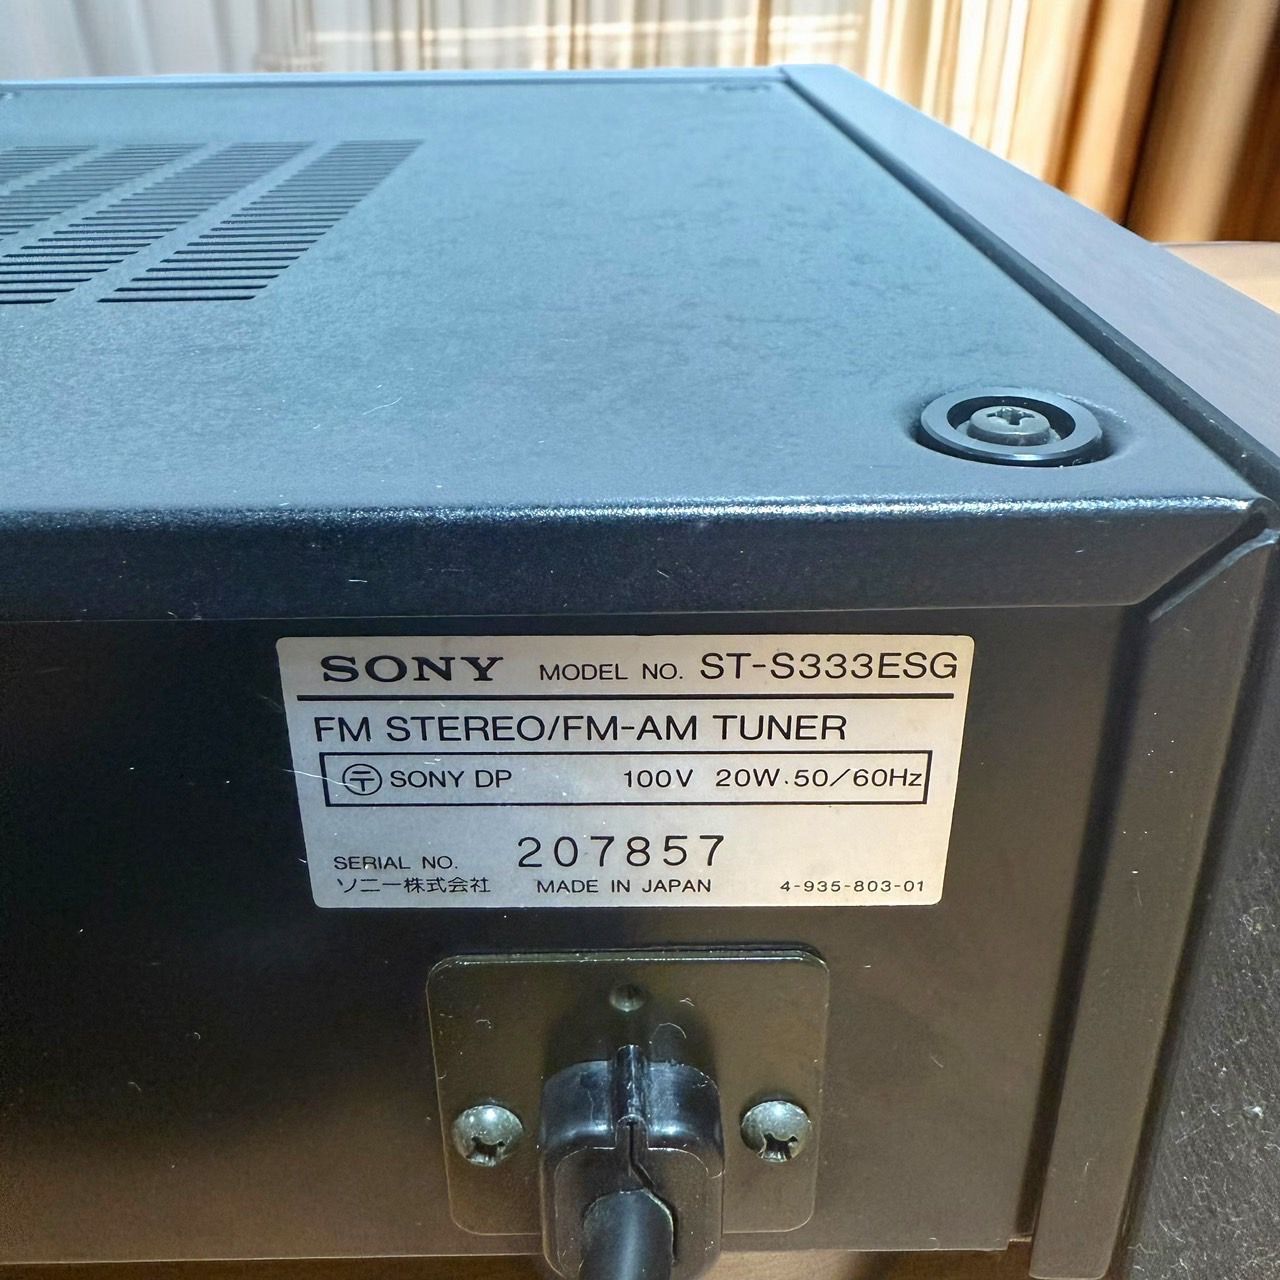 SONY MODEL NO. ST-S333ESG
FM STEREO/FM-AM TUNER
〒 SONY DP 100V 20W 50/60Hz
SERIAL NO. 207857
ソニー株式会社 MADE IN JAPAN 4-935-803-01